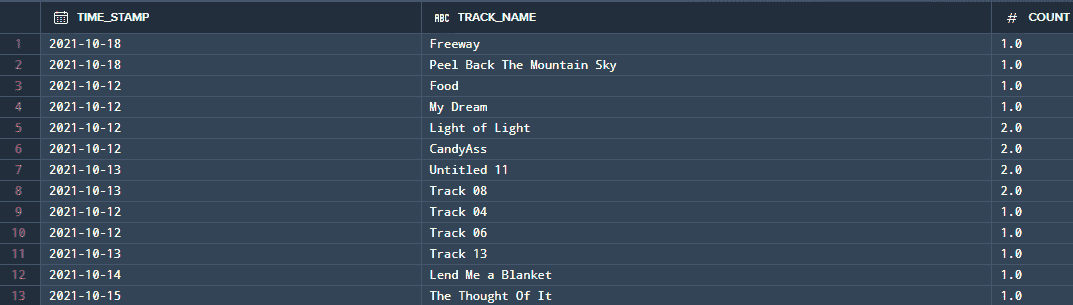 TIME_STAMP ABC TRACK_NAME # COUNT
1 2021-10-18 Freeway 1.0
2 2021-10-18 Peel Back The Mountain Sky 1.0
3 2021-10-12 Food 1.0
4 2021-10-12 My Dream 1.0
5 2021-10-12 Light of Light 2.0
6 2021-10-12 CandyAss 2.0
7 2021-10-13 Untitled 11 2.0
8 2021-10-13 Track 08 2.0
9 2021-10-12 Track 04 1.0
10 2021-10-12 Track 06 1.0
11 2021-10-13 Track 13 1.0
12 2021-10-14 Lend Me a Blanket 1.0
13 2021-10-15 The Thought Of It 1.0